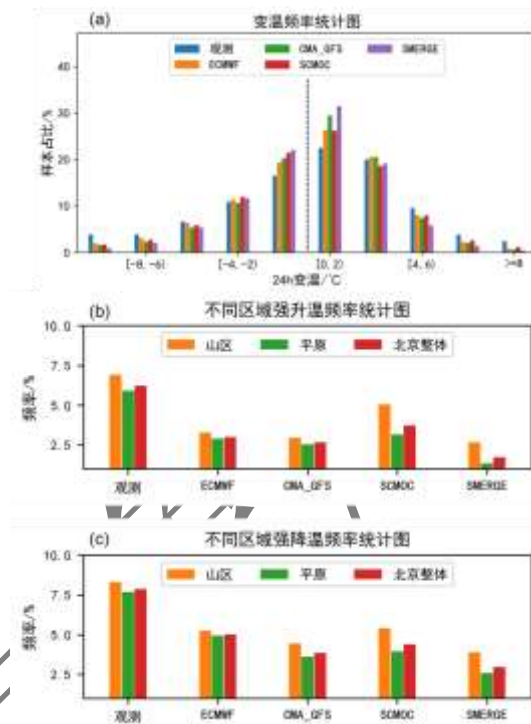 (a) 变温频率统计图
观测 CMA_GFS SMERGE
ECMWF SCMOC
样本占比/%
40
30
20
10
0
[-8,-6) [-4,-2) [0,2) [4,6) >=8
24h变温/°C
(b) 不同区域强升温频率统计图
山区 平原 北京整体
频率/%
10.0
7.5
5.0
2.5
观测 ECMWF CMA_GFS SCMOC SMERGE
(c) 不同区域强降温频率统计图
山区 平原 北京整体
频率/%
10.0
7.5
5.0
2.5
观测 ECMWF CMA_GFS SCMOC SMERGE